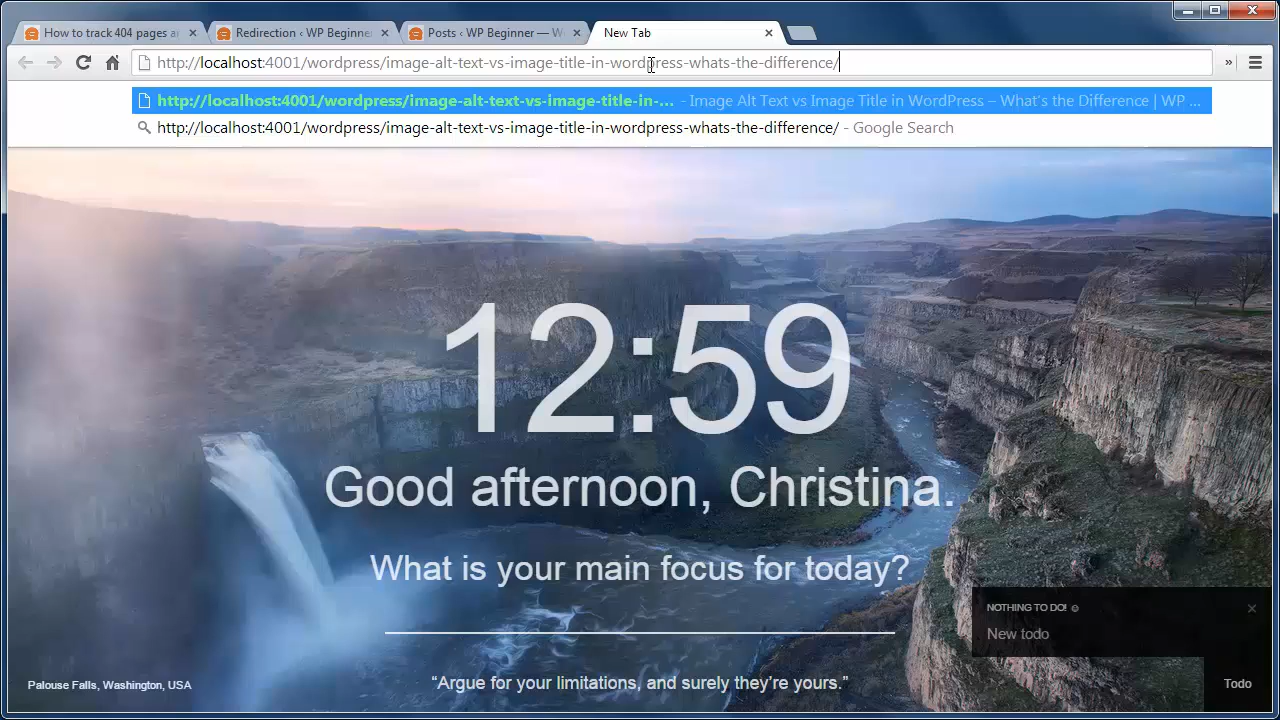 How to track 404 pages a
Redirection ‹ WP Beginne
Posts ‹ WP Beginner — W
New Tab
http://localhost:4001/wordpress/image-alt-text-vs-image-title-in-wordpress-whats-the-difference/
http://localhost:4001/wordpress/image-alt-text-vs-image-title-in-... - Image Alt Text vs Image Title in WordPress – What's the Difference | WP ...
http://localhost:4001/wordpress/image-alt-text-vs-image-title-in-wordpress-whats-the-difference/ - Google Search
12:59
Good afternoon, Christina.
What is your main focus for today?
NOTHING TO DO! ☺
New todo
Palouse Falls, Washington, USA
“Argue for your limitations, and surely they’re yours.”
Todo